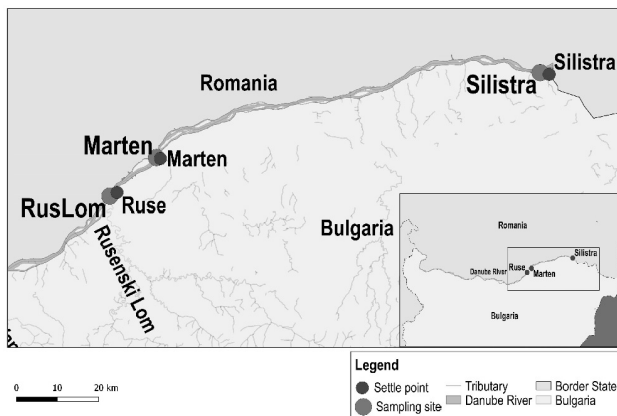 Silistra
Silistra
Romania
Marten
Marten
RusLom
Ruse
Rusenski Lom
Bulgaria
Romania
Silistra
Danube River
Ruse
Marten
Bulgaria
Legend
Settle point
Tributary
Border State
Sampling site
Danube River
Bulgaria
0 10 20 km